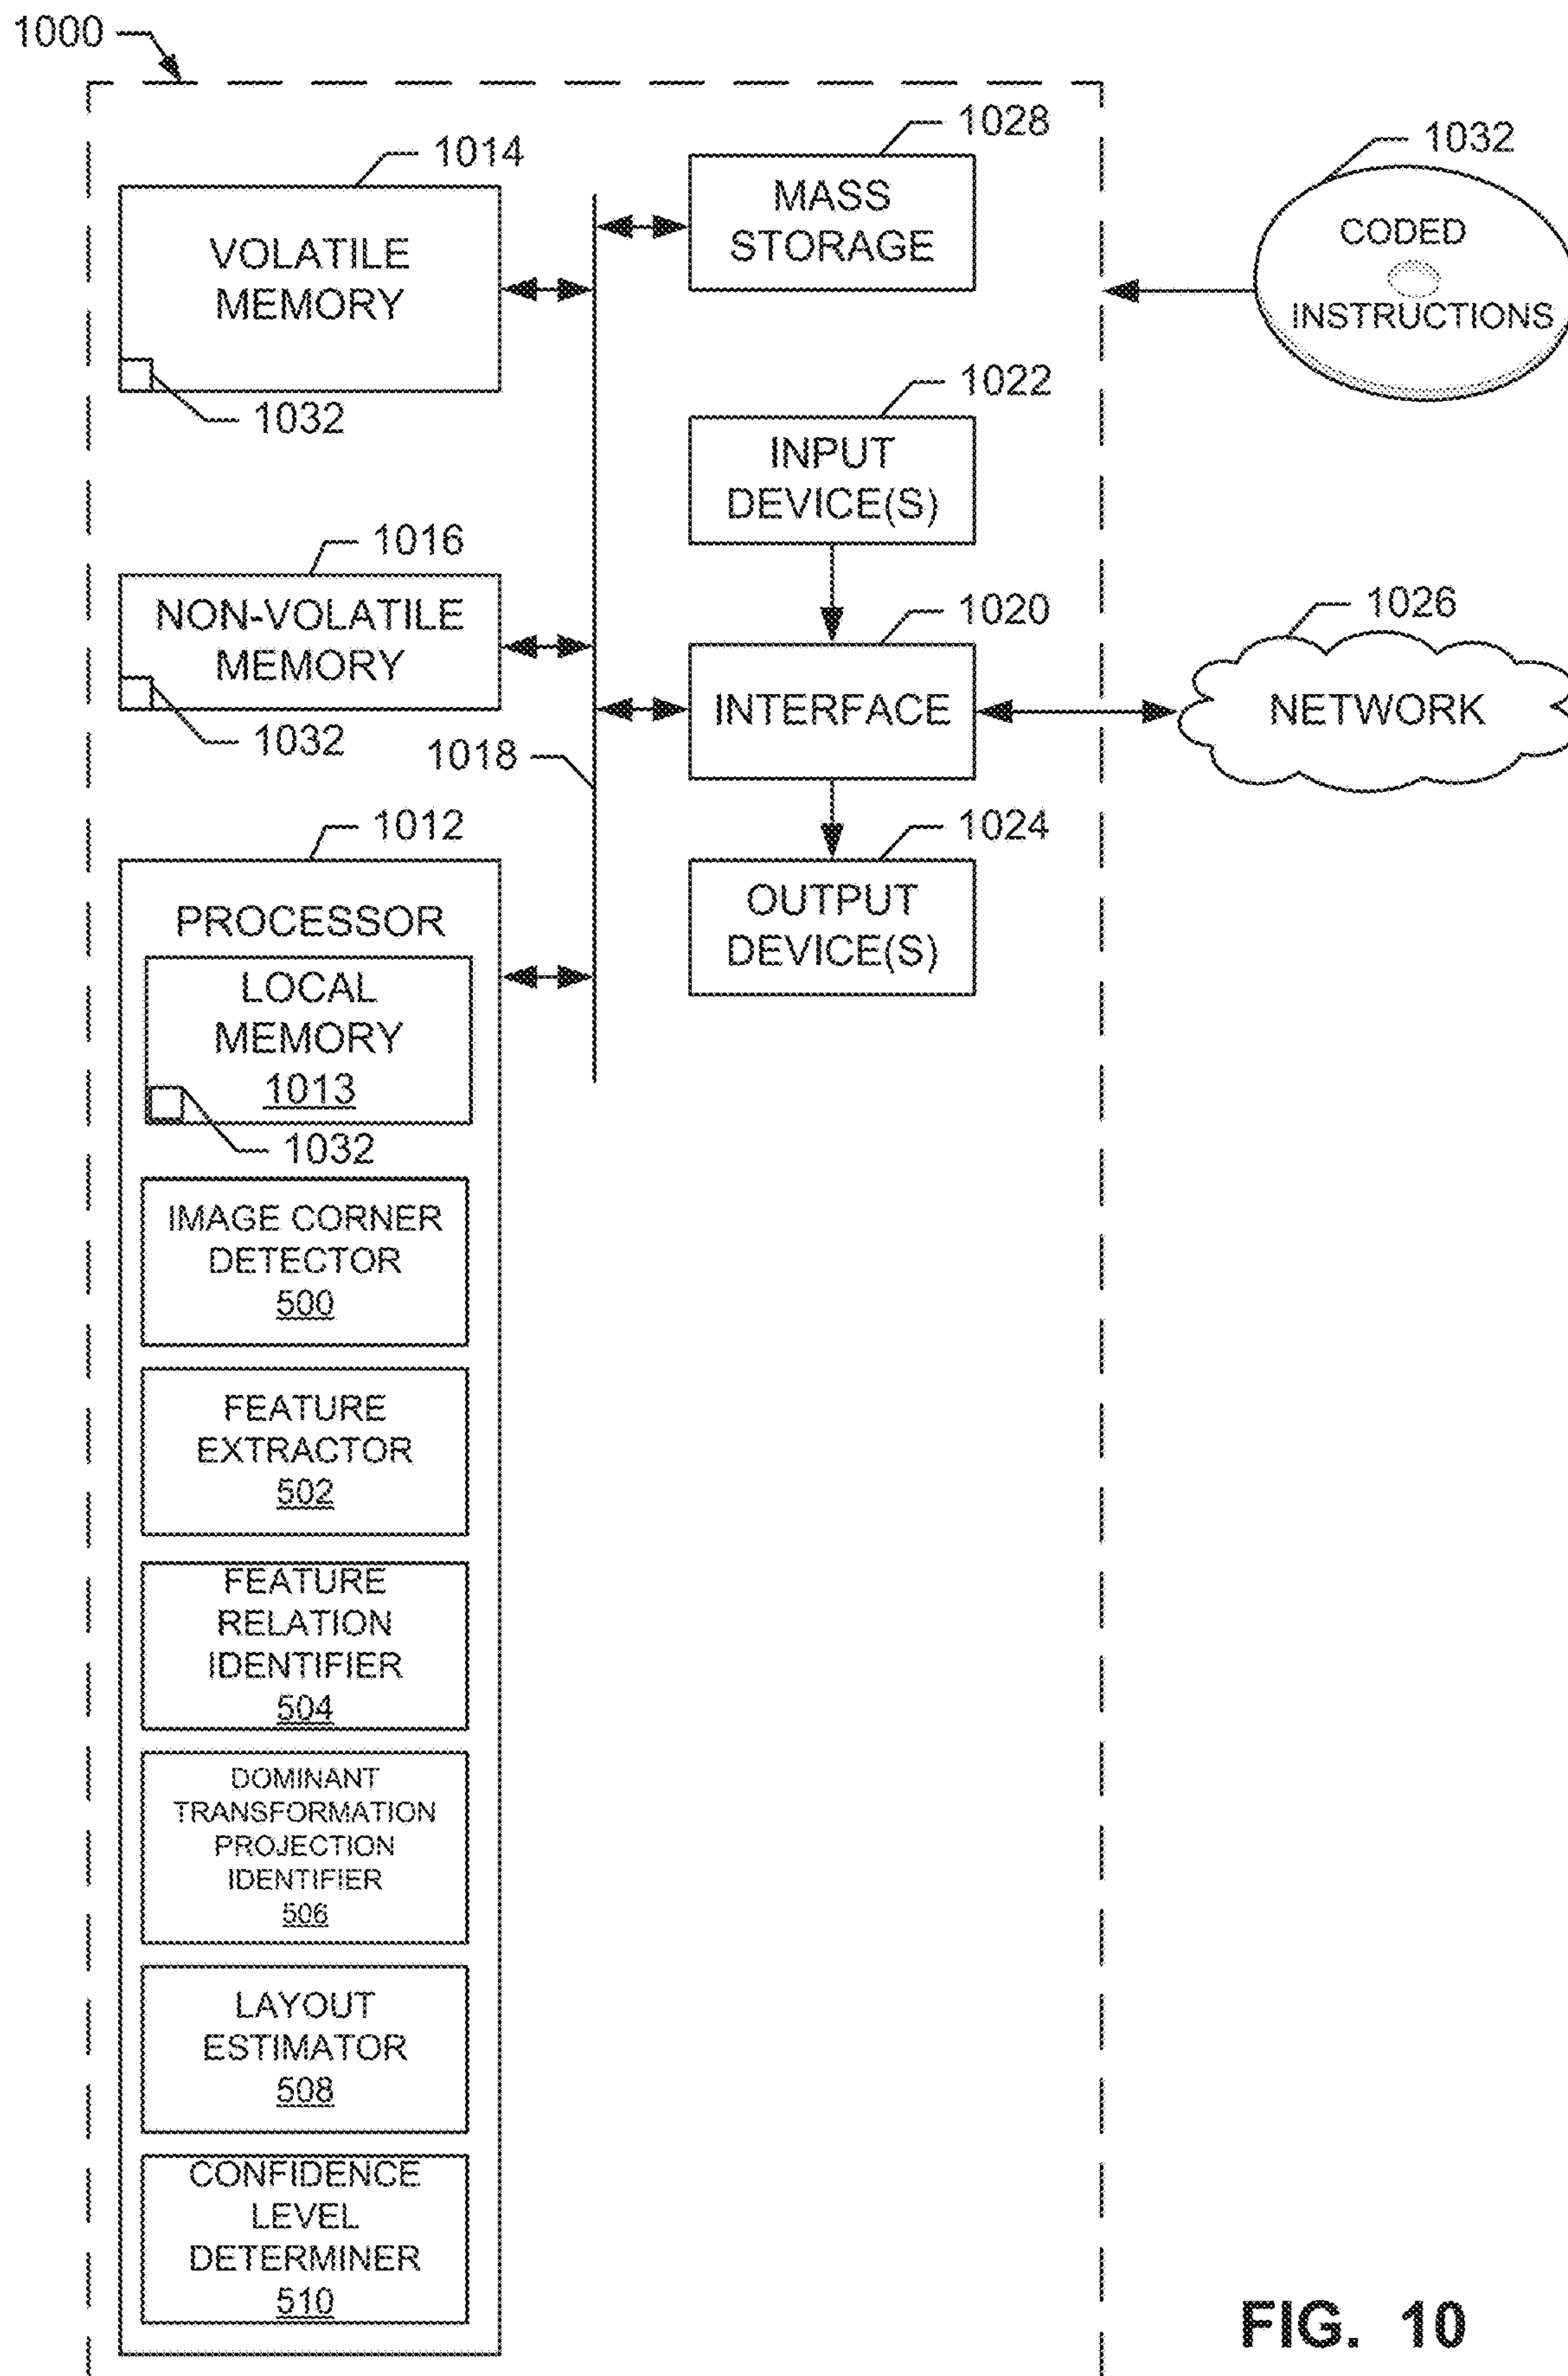 1000
1014
VOLATILE
MEMORY
1032
1028
MASS
STORAGE
1032
CODED
INSTRUCTIONS
1022
INPUT
DEVICE(S)
1016
NON-VOLATILE
MEMORY
1032
1018
1020
INTERFACE
1026
NETWORK
1012
PROCESSOR
LOCAL
MEMORY
1013
1032
1024
OUTPUT
DEVICE(S)
IMAGE CORNER
DETECTOR
500
FEATURE
EXTRACTOR
502
FEATURE
RELATION
IDENTIFIER
504
DOMINANT
TRANSFORMATION
PROJECTION
IDENTIFIER
506
LAYOUT
ESTIMATOR
508
CONFIDENCE
LEVEL
DETERMINER
510
FIG. 10